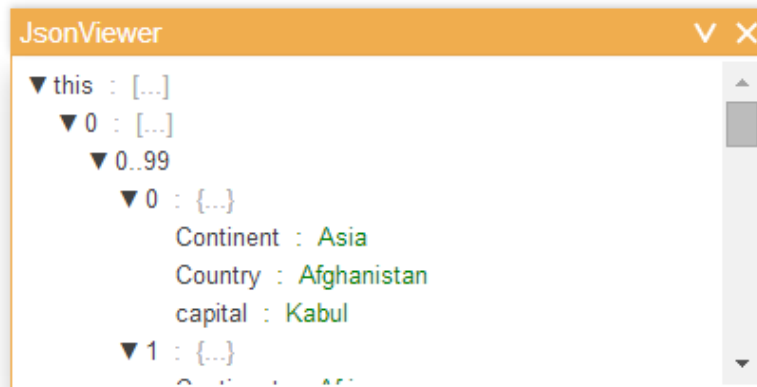 JsonViewer
▼ this : [...]
▼ 0 : [...]
▼ 0..99
▼ 0 : {...}
Continent : Asia
Country : Afghanistan
capital : Kabul
▼ 1 : {...}